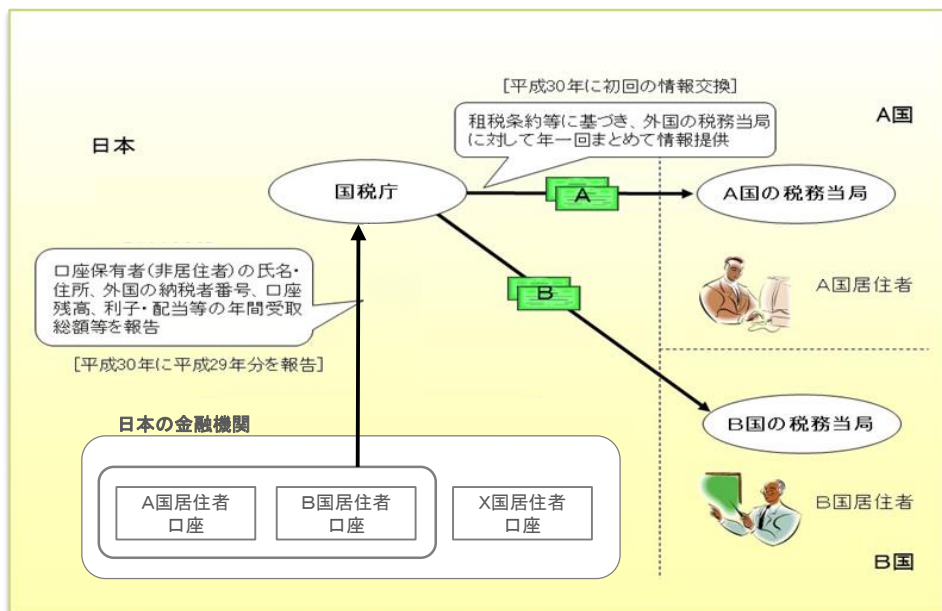 [平成30年に初回の情報交換]
A国
日本
租税条約等に基づき、外国の税務当局
に対して年一回まとめて情報提供
国税庁
A
A国の税務当局
B
口座保有者(非居住者)の氏名・
住所、外国の納税者番号、口座
残高、利子・配当等の年間受取
総額等を報告
A国居住者
[平成30年に平成29年分を報告]
B国の税務当局
日本の金融機関
A国居住者
口座
B国居住者
口座
X国居住者
口座
B国居住者
B国